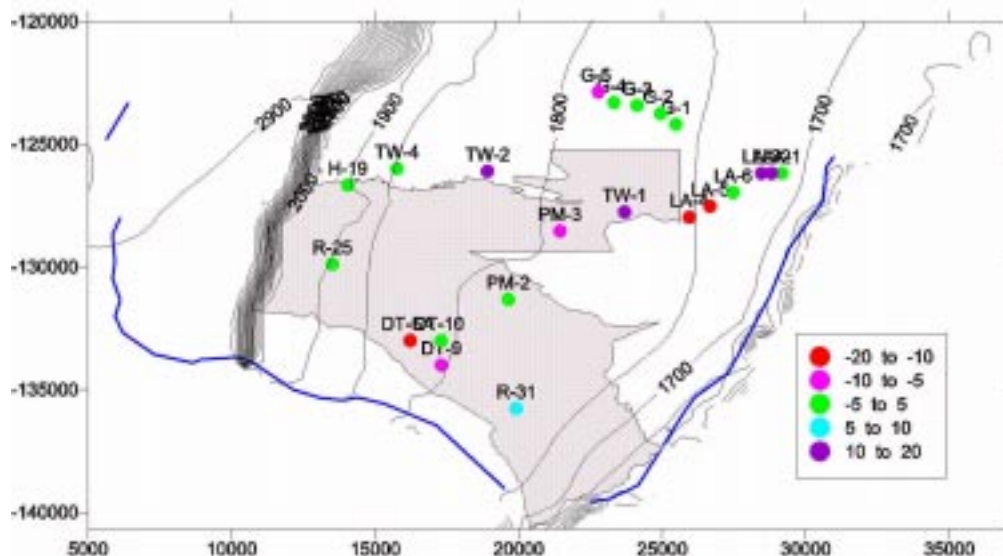 -120000
-125000
-130000
-135000
-140000
5000
10000
15000
20000
25000
30000
35000
2900
2000
1900
1800
1700
1700
1700
G-5
G-4
G-3
G-2
G-1
TW-4
H-19
TW-2
LA-6
LA-5
TW-1
PM-3
R-25
PM-2
DT-10
DT-9
R-31
-20 to -10
-10 to -5
-5 to 5
5 to 10
10 to 20